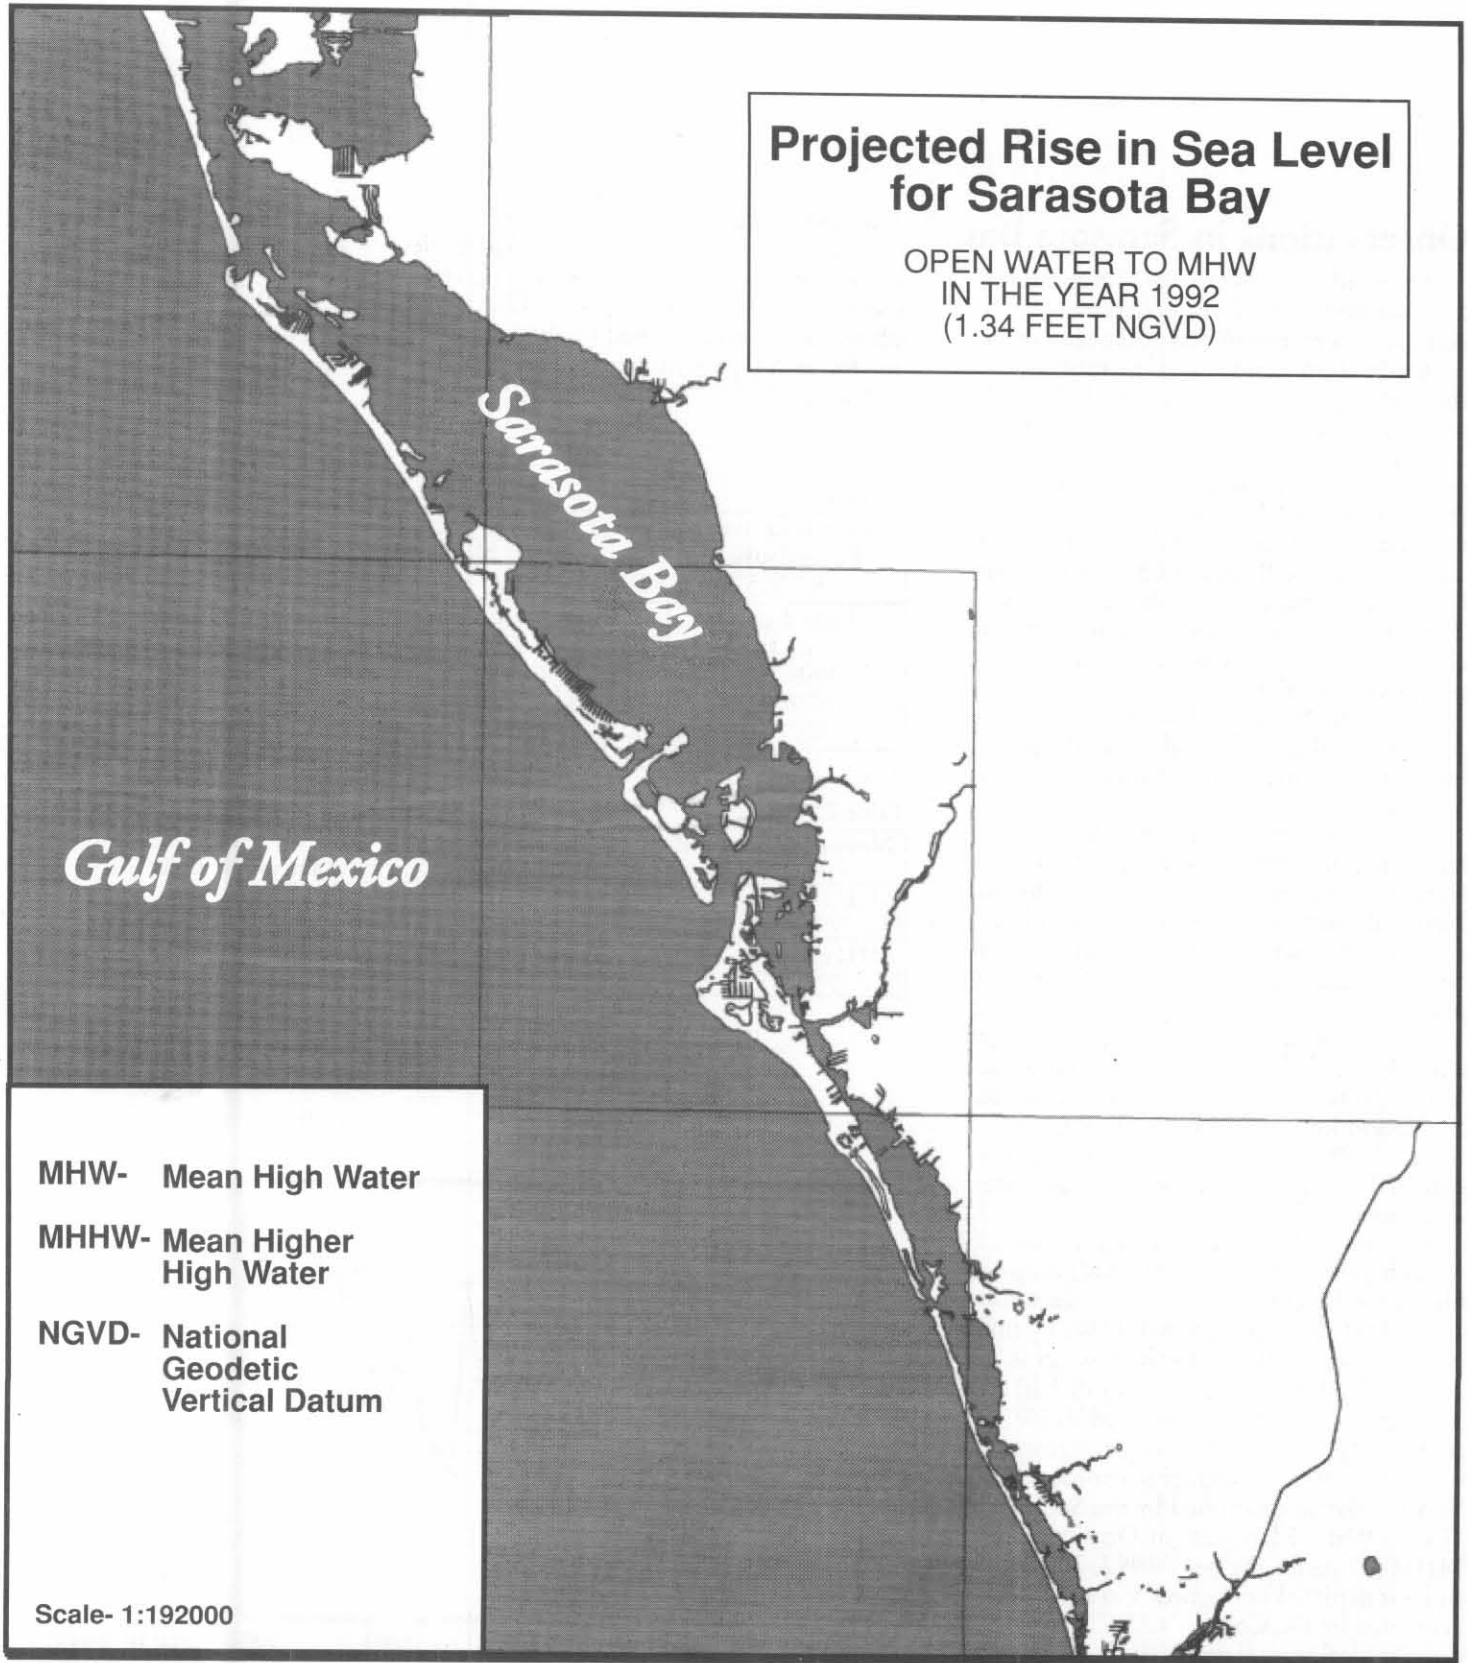 Projected Rise in Sea Level
for Sarasota Bay
OPEN WATER TO MHW
IN THE YEAR 1992
(1.34 FEET NGVD)
Sarasota Bay
Gulf of Mexico
MHW- Mean High Water
MHHW- Mean Higher
High Water
NGVD- National
Geodetic
Vertical Datum
Scale- 1:192000